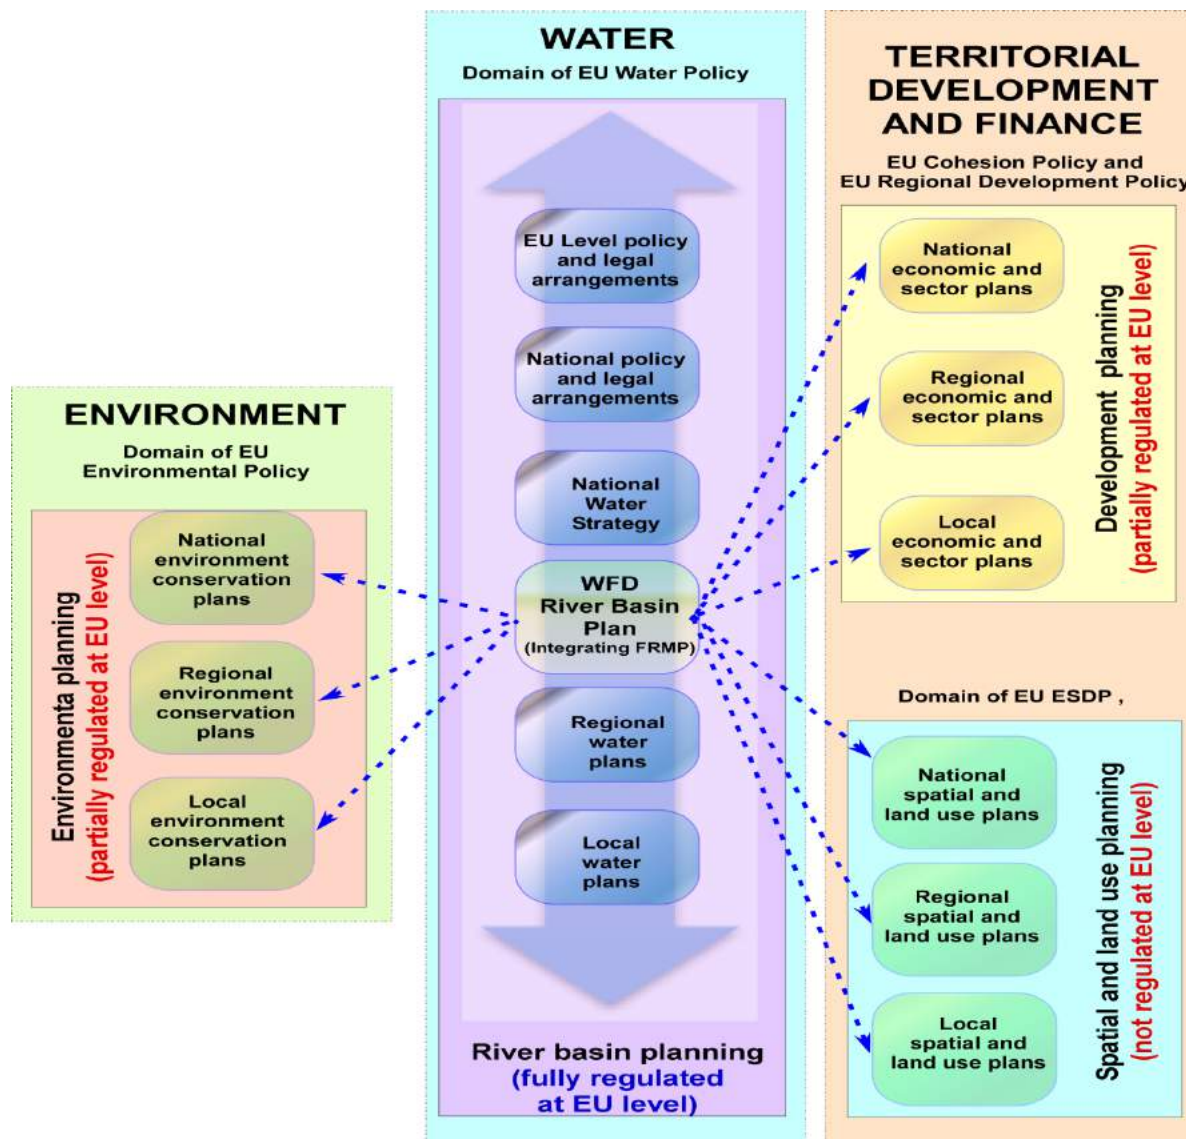 WATER
Domain of EU Water Policy
EU Level policy
and legal
arrangements
National policy
and legal
arrangements
National
Water
Strategy
WFD
River Basin
Plan
(Integrating FRMP)
Regional
water
plans
Local
water
plans
River basin planning
(fully regulated
at EU level)
ENVIRONMENT
Domain of EU
Environmental Policy
Environmenta planning
(partially regulated at EU level)
National
environment
conservation
plans
Regional
environment
conservation
plans
Local
environment
conservation
plans
TERRITORIAL
DEVELOPMENT
AND FINANCE
EU Cohesion Policy and
EU Regional Development Policy
National
economic and
sector plans
Regional
economic and
sector plans
Local
economic and
sector plans
Development planning
(partially regulated at EU level)
Domain of EU ESDP ,
National
spatial and
land use plans
Regional
spatial and
land use plans
Local
spatial and
land use plans
Spatial and land use planning
(not regulated at EU level)